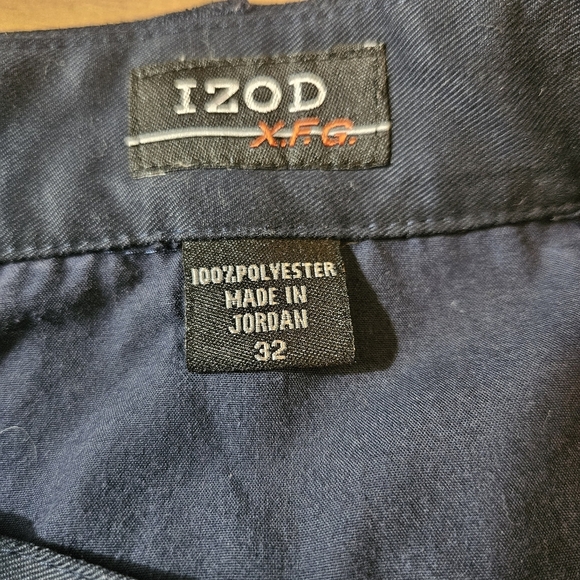 IZOD
X.F.G.
100%POLYESTER
MADE IN
JORDAN
32